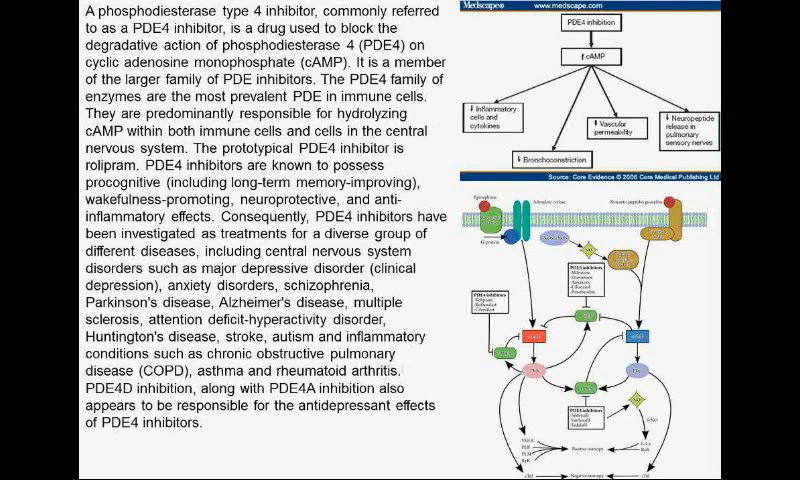 A phosphodiesterase type 4 inhibitor, commonly referred
to as a PDE4 inhibitor, is a drug used to block the
degradative action of phosphodiesterase 4 (PDE4) on
cyclic adenosine monophosphate (cAMP). It is a member
of the larger family of PDE inhibitors. The PDE4 family of
enzymes are the most prevalent PDE in immune cells.
They are predominantly responsible for hydrolyzing
cAMP within both immune cells and cells in the central
nervous system. The prototypical PDE4 inhibitor is
rolipram. PDE4 inhibitors are known to possess
procognitive (including long-term memory-improving),
wakefulness-promoting, neuroprotective, and anti-
inflammatory effects. Consequently, PDE4 inhibitors have
been investigated as treatments for a diverse group of
different diseases, including central nervous system
disorders such as major depressive disorder (clinical
depression), anxiety disorders, schizophrenia,
Parkinson's disease, Alzheimer's disease, multiple
sclerosis, attention deficit-hyperactivity disorder,
Huntington's disease, stroke, autism and inflammatory
conditions such as chronic obstructive pulmonary
disease (COPD), asthma and rheumatoid arthritis.
PDE4D inhibition, along with PDE4A inhibition also
appears to be responsible for the antidepressant effects
of PDE4 inhibitors.
Medscape® www.medscape.com
PDE4 inhibition
↑ cAMP
↓ Inflammatory
cells and
cytokines
↓ Vascular
permeability
↓ Neuropeptide
release in
pulmonary
sensory nerves
↓ Bronchoconstriction
Source: Core Evidence © 2006 Core Medical Publishing Ltd
Epinephrine
Adenylate cyclase
Natriuretic peptides
G-protein
NO
PDE3 inhibitors
PDE4 inhibitors
PDE5 inhibitors
Positive inotropy
Negative inotropy